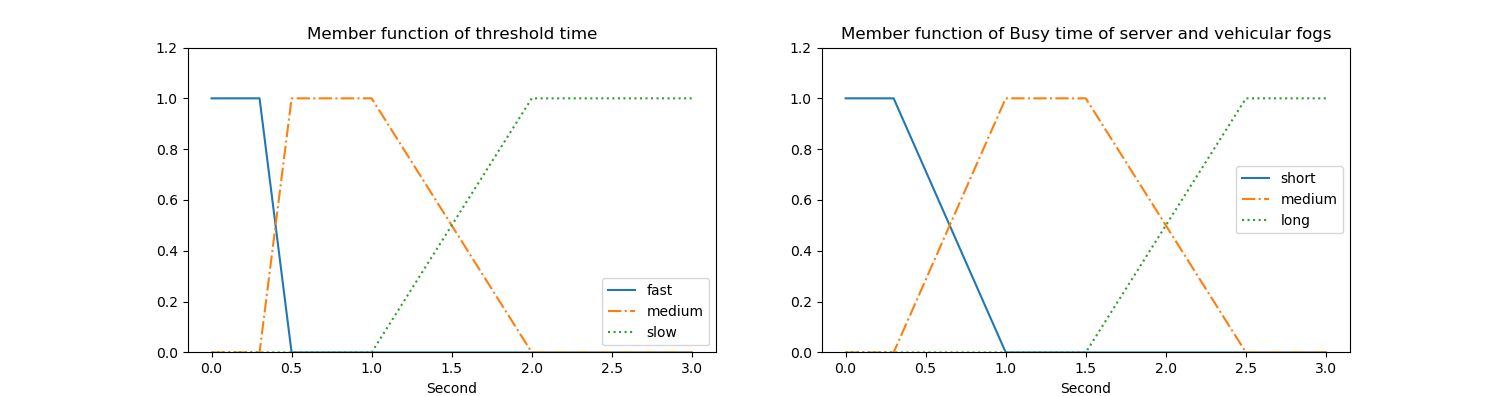 Member function of threshold time
1.2
1.0
0.8
0.6
0.4
0.2
0.0
fast
medium
slow
0.0 0.5 1.0 1.5 2.0 2.5 3.0
Second
Member function of Busy time of server and vehicular fogs
1.2
1.0
0.8
0.6
0.4
0.2
0.0
short
medium
long
0.0 0.5 1.0 1.5 2.0 2.5 3.0
Second